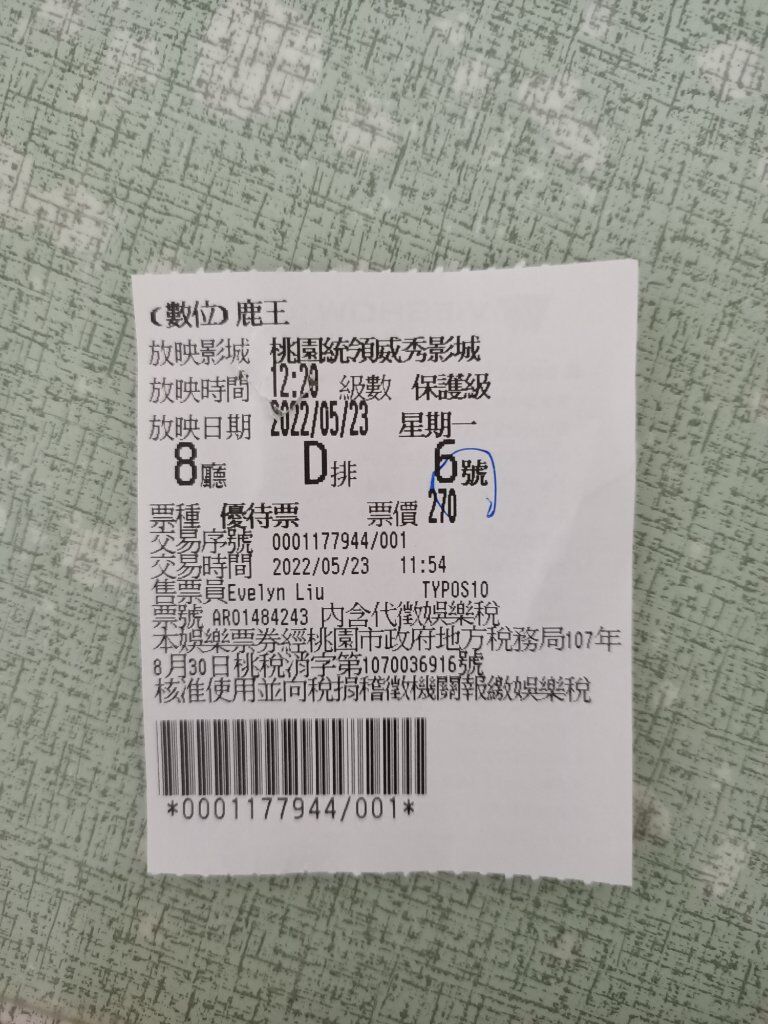 (數位)鹿王
放映影城 桃園統領威秀影城
放映時間 12:20 級數 保護級
放映日期 2022/05/23 星期一
8廳 D排 6號
票種 優待票 票價 270
交易序號 0001177944/001
交易時間 2022/05/23 11:54
售票員Evelyn Liu TYPOS10
票號 AR01484243 內含代徵娛樂稅
本娛樂票券經桃園市政府地方稅務局107年
8月30日桃稅消字第1070036916號
核准使用並向稅捐稽徵機關報繳娛樂稅
*0001177944/001*